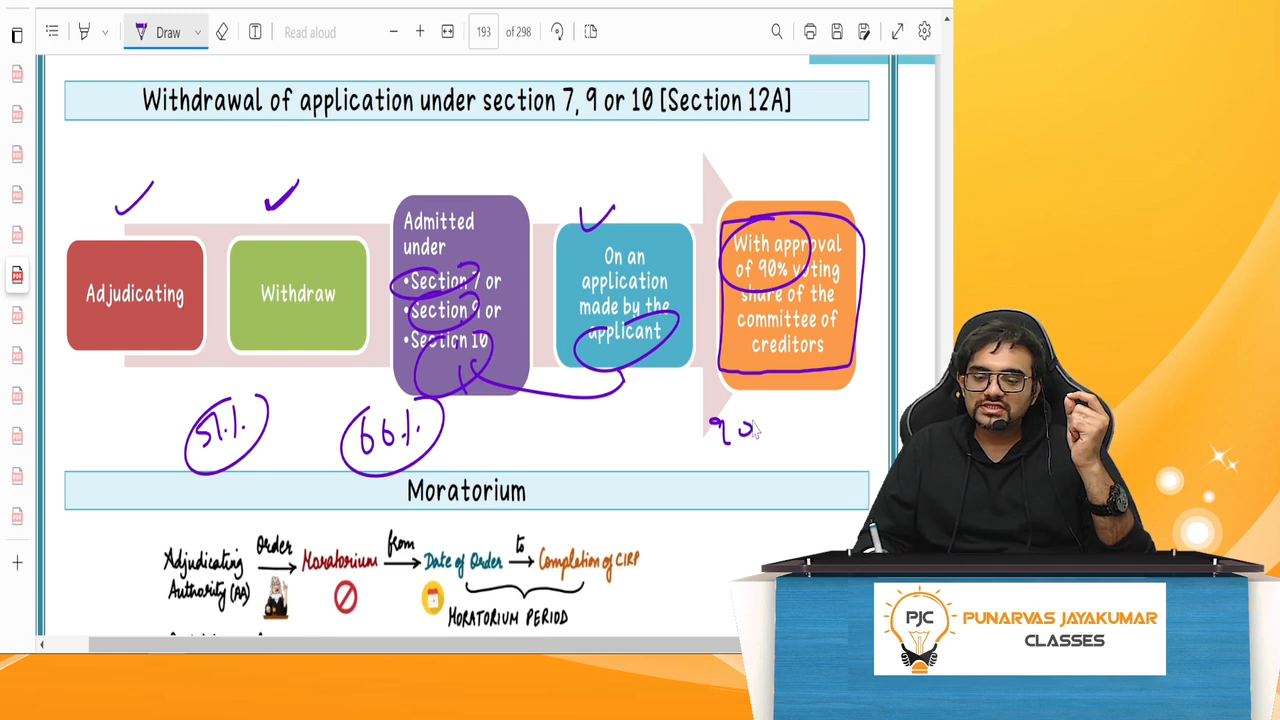 Draw
Read aloud
193
of 298
Withdrawal of application under section 7, 9 or 10 [Section 12A]
Adjudicating
Withdraw
Admitted
under
•Section 7 or
•Section 9 or
•Section 10
On an
application
made by the
applicant
With approval
of 90% voting
share of the
committee of
creditors
51%
66%
90
Moratorium
Adjudicating
Authority (AA)
Order
Moratorium
from
Date of Order
to
Completion of CIRP
MORATORIUM PERIOD
PJC
PUNARVAS JAYAKUMAR
CLASSES